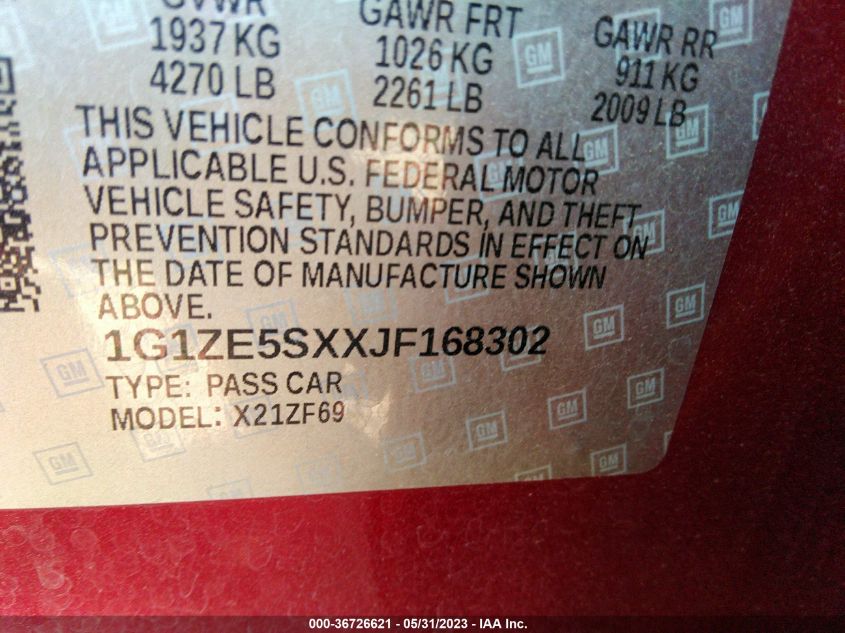 GVWR
1937 KG
4270 LB
GAWR FRT
1026 KG
2261 LB
GAWR RR
911 KG
2009 LB
THIS VEHICLE CONFORMS TO ALL
APPLICABLE U.S. FEDERAL MOTOR
VEHICLE SAFETY, BUMPER, AND THEFT
PREVENTION STANDARDS IN EFFECT ON
THE DATE OF MANUFACTURE SHOWN
ABOVE.
1G1ZE5SXXJF168302
TYPE: PASS CAR
MODEL: X21ZF69
GM
000-36726621 - 05/31/2023 - IAA Inc.